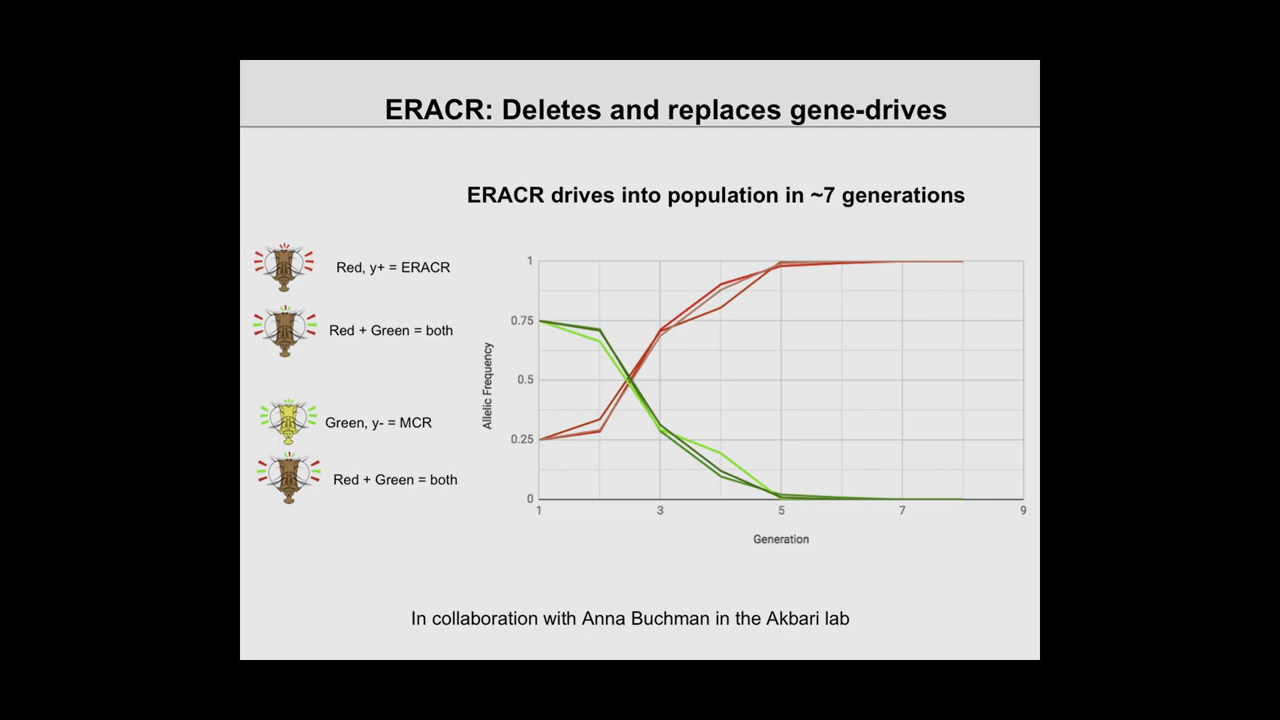 ERACR: Deletes and replaces gene-drives
ERACR drives into population in ~7 generations
Red, y+ = ERACR
Red + Green = both
Green, y- = MCR
Red + Green = both
Allelic Frequency
1
0.75
0.5
0.25
0
1
3
5
7
9
Generation
In collaboration with Anna Buchman in the Akbari lab